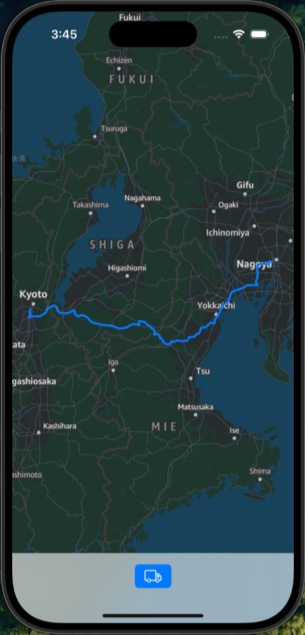 Fukui
3:45
Echizen
FUKUI
Tsuruga
Gifu
Takashima
Nagahama
Ogaki
Ichinomiya
SHIGA
Higashiomi
Nagoya
Kyoto
Yokkaichi
ata
Iga
Tsu
gashiosaka
Matsusaka
Kashihara
MIE
Ise
Shima
ashimoto